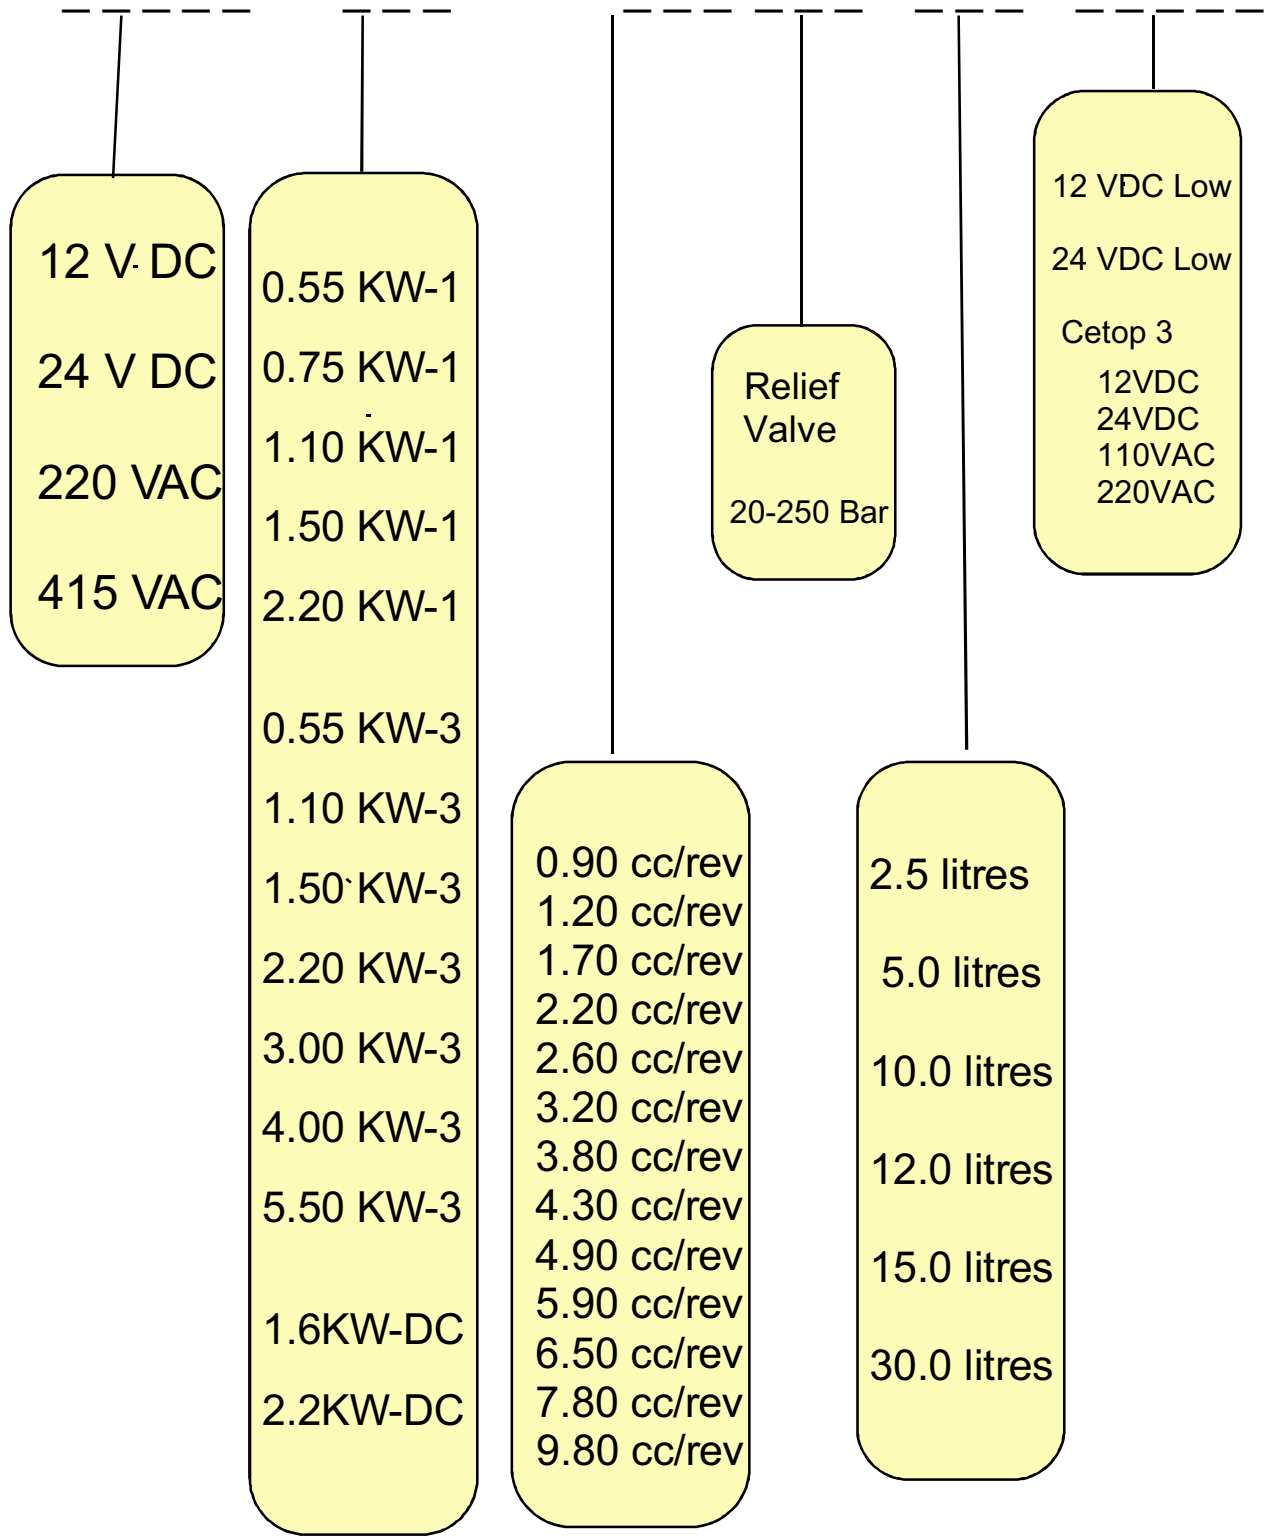 12 V DC
24 V DC
220 VAC
415 VAC
0.55 KW-1
0.75 KW-1
1.10 KW-1
1.50 KW-1
2.20 KW-1
0.55 KW-3
1.10 KW-3
1.50 KW-3
2.20 KW-3
3.00 KW-3
4.00 KW-3
5.50 KW-3
1.6KW-DC
2.2KW-DC
0.90 cc/rev
1.20 cc/rev
1.70 cc/rev
2.20 cc/rev
2.60 cc/rev
3.20 cc/rev
3.80 cc/rev
4.30 cc/rev
4.90 cc/rev
5.90 cc/rev
6.50 cc/rev
7.80 cc/rev
9.80 cc/rev
Relief
Valve
20-250 Bar
2.5 litres
5.0 litres
10.0 litres
12.0 litres
15.0 litres
30.0 litres
12 VDC Low
24 VDC Low
Cetop 3
12VDC
24VDC
110VAC
220VAC